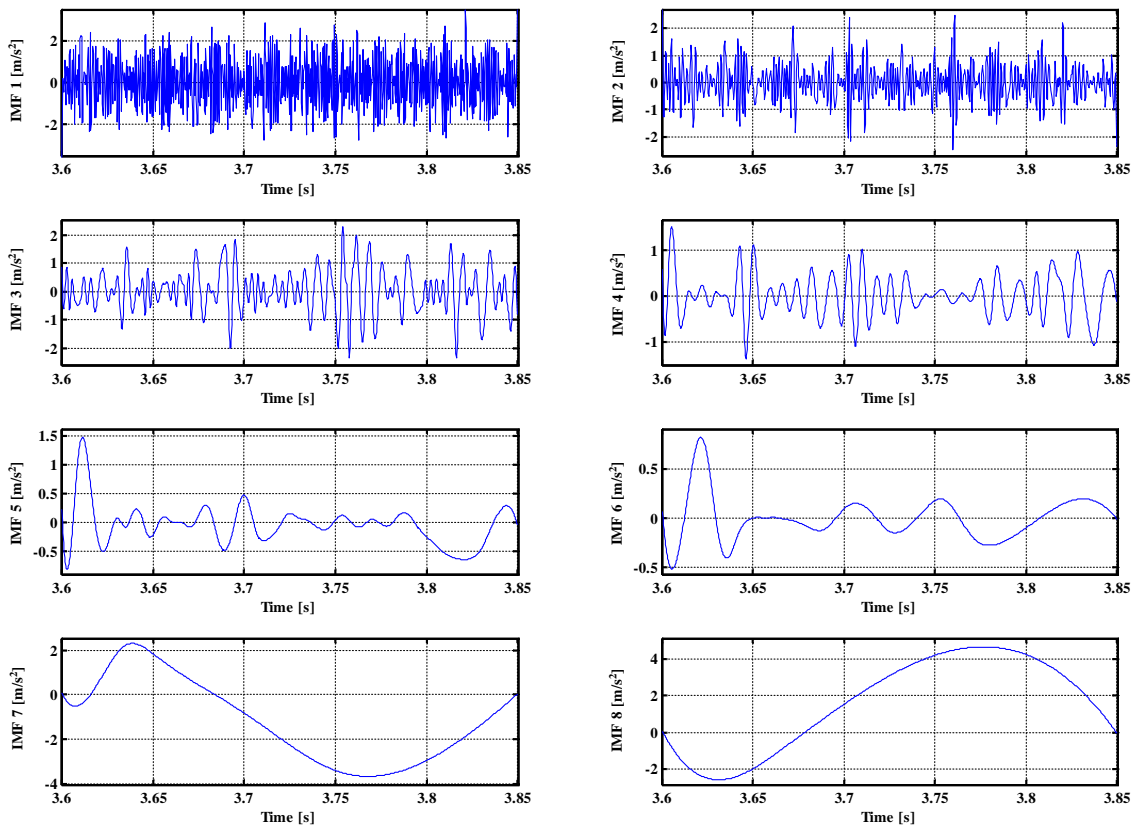 IMF 1 [m/s²]
2
0
-2
3.6 3.65 3.7 3.75 3.8 3.85
Time [s]
IMF 2 [m/s²]
2
1
0
-1
-2
3.6 3.65 3.7 3.75 3.8 3.85
Time [s]
IMF 3 [m/s²]
2
1
0
-1
-2
3.6 3.65 3.7 3.75 3.8 3.85
Time [s]
IMF 4 [m/s²]
1
0
-1
3.6 3.65 3.7 3.75 3.8 3.85
Time [s]
IMF 5 [m/s²]
1.5
1
0.5
0
-0.5
3.6 3.65 3.7 3.75 3.8 3.85
Time [s]
IMF 6 [m/s²]
0.5
0
-0.5
3.6 3.65 3.7 3.75 3.8 3.85
Time [s]
IMF 7 [m/s²]
2
0
-2
-4
3.6 3.65 3.7 3.75 3.8 3.85
Time [s]
IMF 8 [m/s²]
4
2
0
-2
3.6 3.65 3.7 3.75 3.8 3.85
Time [s]